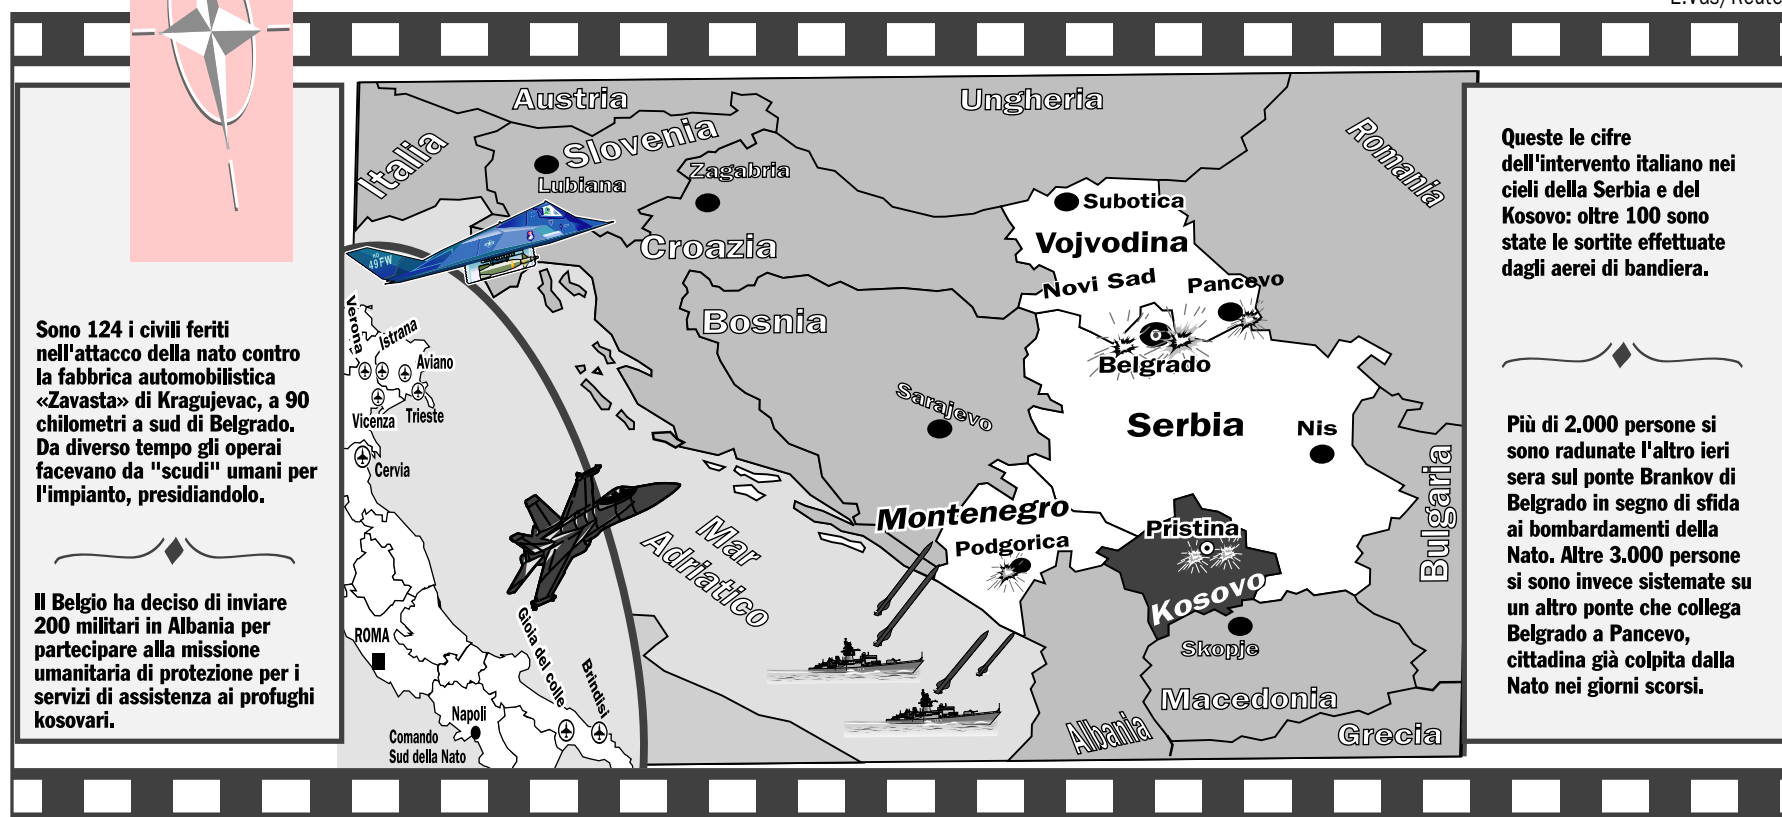 Sono 124 i civili feriti
nell'attacco della nato contro
la fabbrica automobilistica
«Zavasta» di Kragujevac, a 90
chilometri a sud di Belgrado.
Da diverso tempo gli operai
facevano da "scudi" umani per
l'impianto, presidiandolo.
Il Belgio ha deciso di inviare
200 militari in Albania per
partecipare alla missione
umanitaria di protezione per i
servizi di assistenza ai profughi
kosovari.
Austria
Ungheria
Italia
Slovenia
Lubiana
Zagabria
Romania
Croazia
Subotica
Vojvodina
Novi Sad
Pancevo
49FW
Bosnia
Belgrado
Verona
Istrana
Aviano
Vicenza
Trieste
Cervia
Sarajevo
Serbia
Nis
Bulgaria
Montenegro
Podgorica
Pristina
Kosovo
Mar
Adriatico
Skopje
Macedonia
Albania
Grecia
ROMA
Gioia del colle
Brindisi
Napoli
Comando
Sud della Nato
Queste le cifre
dell'intervento italiano nei
cieli della Serbia e del
Kosovo: oltre 100 sono
state le sortite effettuate
dagli aerei di bandiera.
Più di 2.000 persone si
sono radunate l'altro ieri
sera sul ponte Brankov di
Belgrado in segno di sfida
ai bombardamenti della
Nato. Altre 3.000 persone
si sono invece sistemate su
un altro ponte che collega
Belgrado a Pancevo,
cittadina già colpita dalla
Nato nei giorni scorsi.